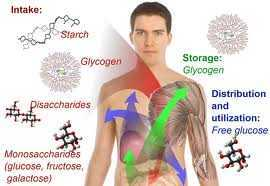 Intake:
Starch
Glycogen
Disaccharides
Monosaccharides
(glucose, fructose,
galactose)
Storage:
Glycogen
Distribution
and
utilization:
Free glucose